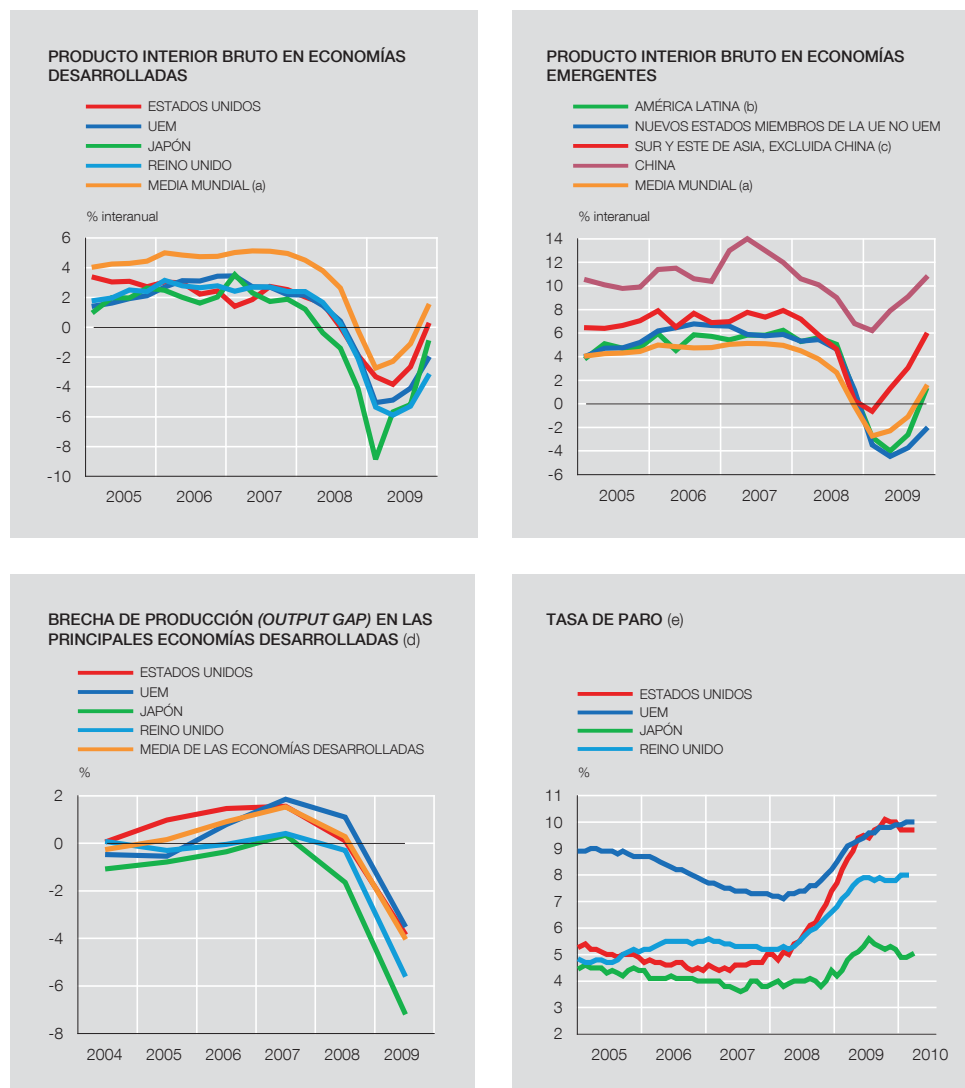 PRODUCTO INTERIOR BRUTO EN ECONOMÍAS
DESARROLLADAS
ESTADOS UNIDOS
UEM
JAPÓN
REINO UNIDO
MEDIA MUNDIAL (a)
% interanual
6
4
2
0
-2
-4
-6
-8
-10
2005 2006 2007 2008 2009
PRODUCTO INTERIOR BRUTO EN ECONOMÍAS
EMERGENTES
AMÉRICA LATINA (b)
NUEVOS ESTADOS MIEMBROS DE LA UE NO UEM
SUR Y ESTE DE ASIA, EXCLUIDA CHINA (c)
CHINA
MEDIA MUNDIAL (a)
% interanual
14
12
10
8
6
4
2
0
-2
-4
-6
2005 2006 2007 2008 2009
BRECHA DE PRODUCCIÓN (OUTPUT GAP) EN LAS
PRINCIPALES ECONOMÍAS DESARROLLADAS (d)
ESTADOS UNIDOS
UEM
JAPÓN
REINO UNIDO
MEDIA DE LAS ECONOMÍAS DESARROLLADAS
%
2
0
-2
-4
-6
-8
2004 2005 2006 2007 2008 2009
TASA DE PARO (e)
ESTADOS UNIDOS
UEM
JAPÓN
REINO UNIDO
%
11
10
9
8
7
6
5
4
3
2
2005 2006 2007 2008 2009 2010